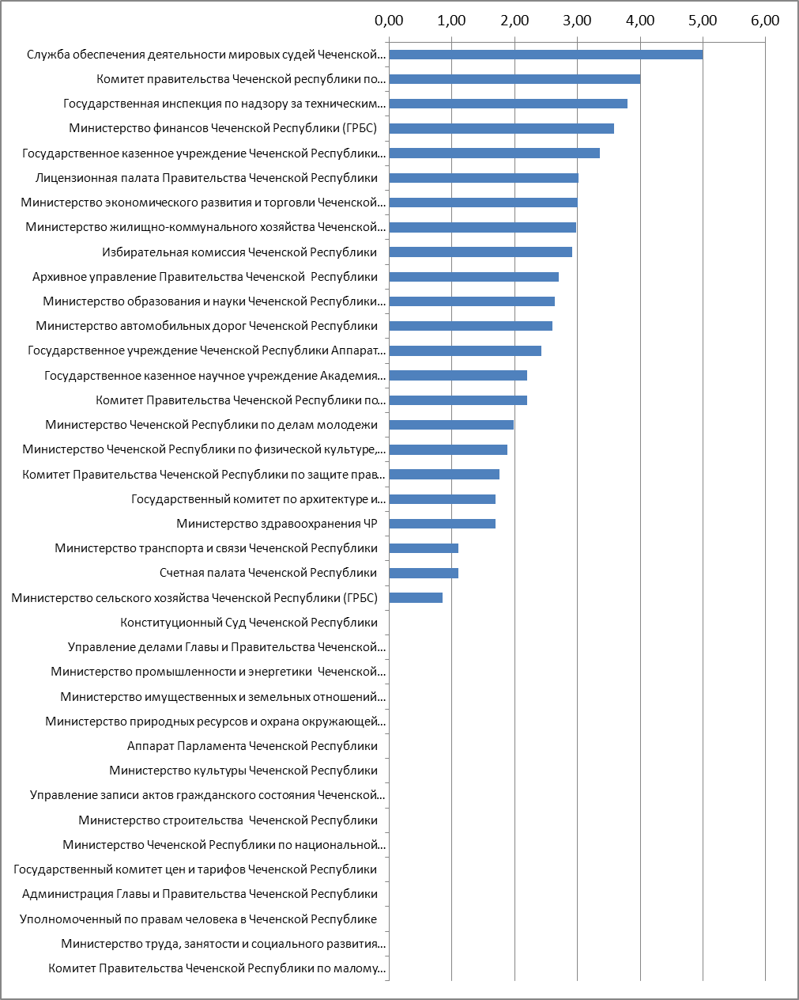 0,00 1,00 2,00 3,00 4,00 5,00 6,00
Служба обеспечения деятельности мировых судей Чеченской...
Комитет правительства Чеченской республики по...
Государственная инспекция по надзору за техническим...
Министерство финансов Чеченской Республики (ГРБС)
Государственное казенное учреждение Чеченской Республики...
Лицензионная палата Правительства Чеченской Республики
Министерство экономического развития и торговли Чеченской...
Министерство жилищно-коммунального хозяйства Чеченской...
Избирательная комиссия Чеченской Республики
Архивное управление Правительства Чеченской Республики
Министерство образования и науки Чеченской Республики...
Министерство автомобильных дорог Чеченской Республики
Государственное учреждение Чеченской Республики Аппарат...
Государственное казенное научное учреждение Академия...
Комитет Правительства Чеченской Республики по...
Министерство Чеченской Республики по делам молодежи
Министерство Чеченской Республики по физической культуре,...
Комитет Правительства Чеченской Республики по защите прав...
Государственный комитет по архитектуре и...
Министерство здравоохранения ЧР
Министерство транспорта и связи Чеченской Республики
Счетная палата Чеченской Республики
Министерство сельского хозяйства Чеченской Республики (ГРБС)
Конституционный Суд Чеченской Республики
Управление делами Главы и Правительства Чеченской...
Министерство промышленности и энергетики Чеченской...
Министерство имущественных и земельных отношений...
Министерство природных ресурсов и охрана окружающей...
Аппарат Парламента Чеченской Республики
Министерство культуры Чеченской Республики
Управление записи актов гражданского состояния Чеченской...
Министерство строительства Чеченской Республики
Министерство Чеченской Республики по национальной...
Государственный комитет цен и тарифов Чеченской Республики
Администрация Главы и Правительства Чеченской Республики
Уполномоченный по правам человека в Чеченской Республике
Министерство труда, занятости и социального развития...
Комитет Правительства Чеченской Республики по малому...